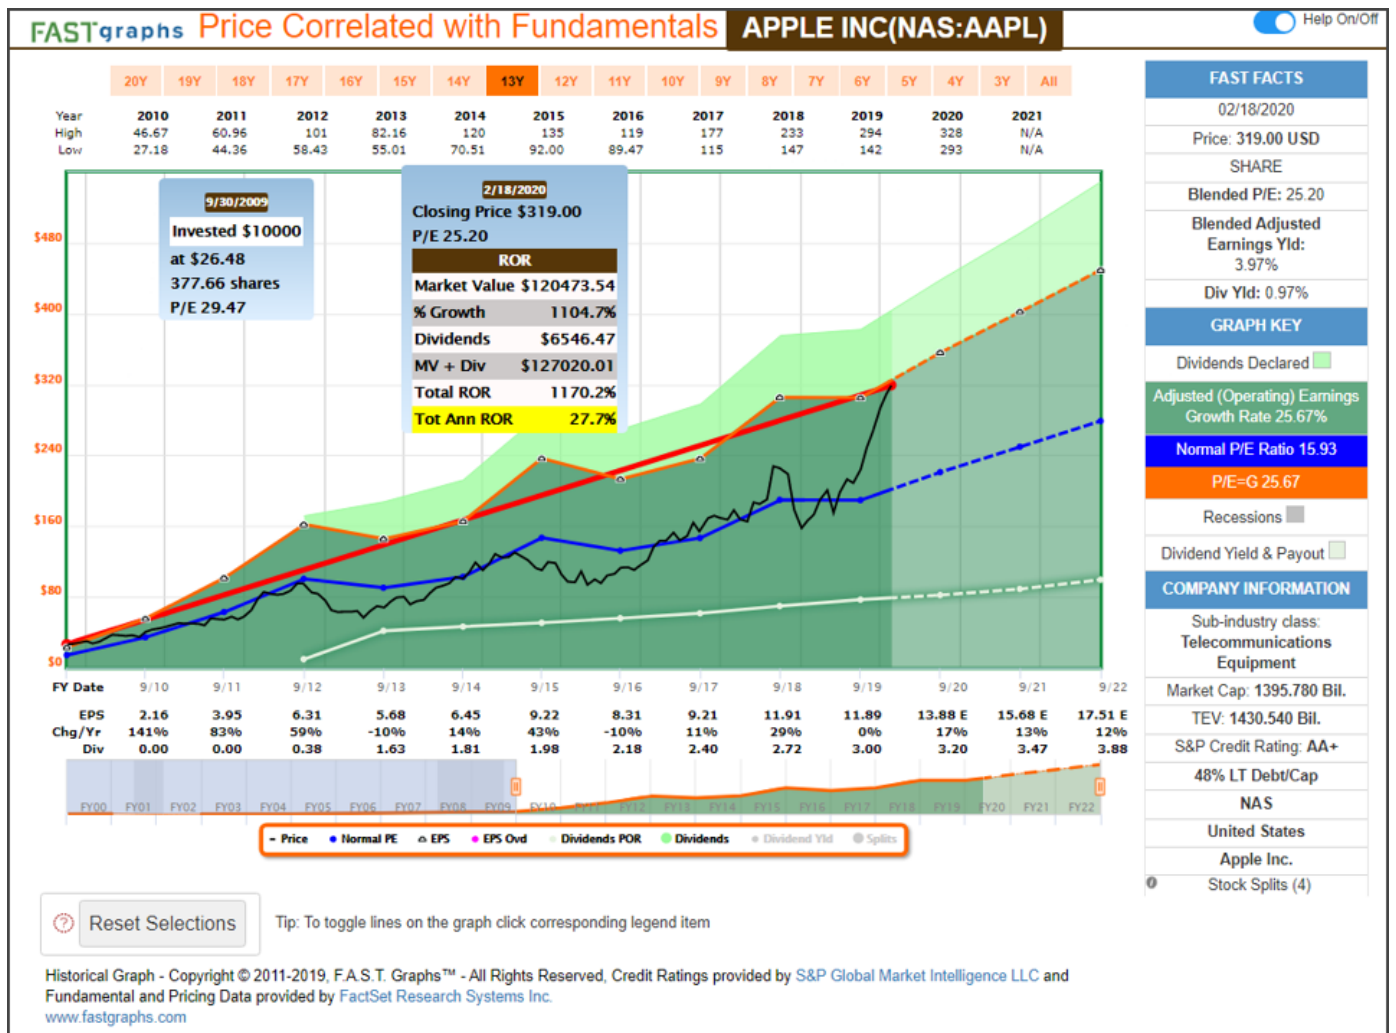 FASTgraphs Price Correlated with Fundamentals APPLE INC(NAS:AAPL)
Help On/Off
20Y 19Y 18Y 17Y 16Y 15Y 14Y 13Y 12Y 11Y 10Y 9Y 8Y 7Y 6Y 5Y 4Y 3Y All
Year 2010 2011 2012 2013 2014 2015 2016 2017 2018 2019 2020 2021
High 46.67 60.96 101 82.16 120 135 119 177 233 294 328 N/A
Low 27.18 44.36 58.43 55.01 70.51 92.00 89.47 115 147 142 293 N/A
9/30/2009
Invested $10000
at $26.48
377.66 shares
P/E 29.47
2/18/2020
Closing Price $319.00
P/E 25.20
ROR
Market Value $120473.54
% Growth 1104.7%
Dividends $6546.47
MV + Div $127020.01
Total ROR 1170.2%
Tot Ann ROR 27.7%
$480
$400
$320
$240
$160
$80
$0
FY Date 9/10 9/11 9/12 9/13 9/14 9/15 9/16 9/17 9/18 9/19 9/20 9/21 9/22
EPS 2.16 3.95 6.31 5.68 6.45 9.22 8.31 9.21 11.91 11.89 13.88 E 15.68 E 17.51 E
Chg/Yr 141% 83% 59% -10% 14% 43% -10% 11% 29% 0% 17% 13% 12%
Div 0.00 0.00 0.38 1.63 1.81 1.98 2.18 2.40 2.72 3.00 3.20 3.47 3.88
FY00 FY01 FY02 FY03 FY04 FY05 FY06 FY07 FY08 FY09 FY10 FY11 FY12 FY13 FY14 FY15 FY16 FY17 FY18 FY19 FY20 FY21 FY22
Price Normal PE EPS EPS Ovd Dividends POR Dividends Dividend Yld Splits
Reset Selections
Tip: To toggle lines on the graph click corresponding legend item
FAST FACTS
02/18/2020
Price: 319.00 USD
SHARE
Blended P/E: 25.20
Blended Adjusted
Earnings Yld:
3.97%
Div Yld: 0.97%
GRAPH KEY
Dividends Declared
Adjusted (Operating) Earnings
Growth Rate 25.67%
Normal P/E Ratio 15.93
P/E=G 25.67
Recessions
Dividend Yield & Payout
COMPANY INFORMATION
Sub-industry class:
Telecommunications
Equipment
Market Cap: 1395.780 Bil.
TEV: 1430.540 Bil.
S&P Credit Rating: AA+
48% LT Debt/Cap
NAS
United States
Apple Inc.
Stock Splits (4)
Historical Graph - Copyright © 2011-2019, F.A.S.T. Graphs™ - All Rights Reserved, Credit Ratings provided by S&P Global Market Intelligence LLC and
Fundamental and Pricing Data provided by FactSet Research Systems Inc.
www.fastgraphs.com